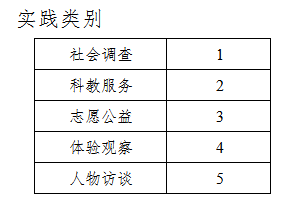 实践类别
社会调查 1
科教服务 2
志愿公益 3
体验观察 4
人物访谈 5